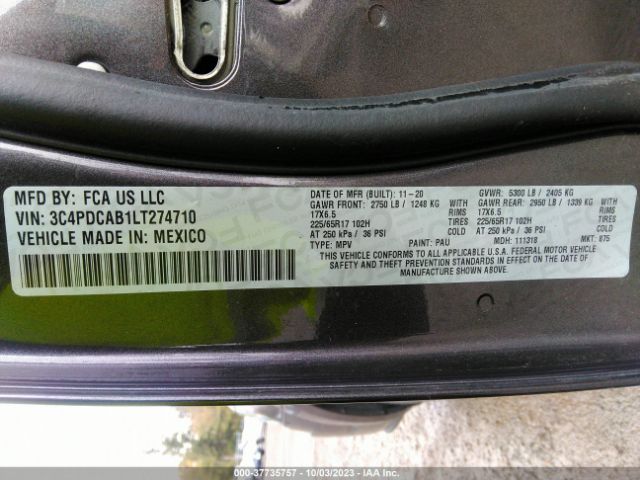 MFD BY: FCA US LLC
VIN: 3C4PDCAB1LT274710
VEHICLE MADE IN: MEXICO
DATE OF MFR (BUILT): 11-20 GVWR: 5300 LB / 2405 KG
GAWR FRONT: 2750 LB / 1248 KG GAWR REAR: 2950 LB / 1339 KG
17X6.5 RIMS 17X6.5 RIMS
225/65R17 102H TIRES 225/65R17 102H TIRES
AT 250 kPa / 36 PSI COLD AT 250 kPa / 36 PSI COLD
TYPE: MPV PAINT: PAU MDH: 111318 MKT: 875
THIS VEHICLE CONFORMS TO ALL APPLICABLE U.S.A. FEDERAL MOTOR VEHICLE
SAFETY AND THEFT PREVENTION STANDARDS IN EFFECT ON THE DATE OF
MANUFACTURE SHOWN ABOVE.
000-37735757 - 10/03/2023 - IAA Inc.